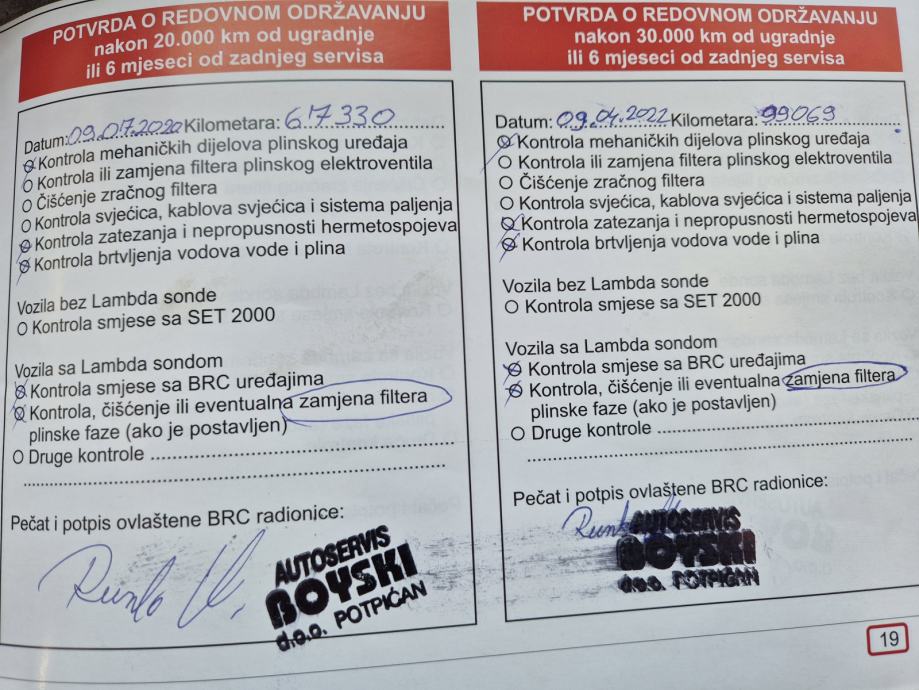 POTVRDA O REDOVNOM ODRŽAVANJU
nakon 20.000 km od ugradnje
ili 6 mjeseci od zadnjeg servisa
Datum: 09.07.2020 Kilometara: 617330
Kontrola mehaničkih dijelova plinskog uređaja
Kontrola ili zamjena filtera plinskog elektroventila
Čišćenje zračnog filtera
Kontrola svjećica, kablova svjećica i sistema paljenja
Kontrola zatezanja i nepropusnosti hermetospojeva
Kontrola brtvljenja vodova vode i plina
Vozila bez Lambda sonde
Kontrola smjese sa SET 2000
Vozila sa Lambda sondom
Kontrola smjese sa BRC uređajima
Kontrola, čišćenje ili eventualna zamjena filtera
plinske faze (ako je postavljen)
Druge kontrole
Pečat i potpis ovlaštene BRC radionice:
AUTOSERVIS
BOYSKI
d.o.o. POTPIĆAN
POTVRDA O REDOVNOM ODRŽAVANJU
nakon 30.000 km od ugradnje
ili 6 mjeseci od zadnjeg servisa
Datum: 09.04.2022 Kilometara: 99069
Kontrola mehaničkih dijelova plinskog uređaja
Kontrola ili zamjena filtera plinskog elektroventila
Čišćenje zračnog filtera
Kontrola svjećica, kablova svjećica i sistema paljenja
Kontrola zatezanja i nepropusnosti hermetospojeva
Kontrola brtvljenja vodova vode i plina
Vozila bez Lambda sonde
Kontrola smjese sa SET 2000
Vozila sa Lambda sondom
Kontrola smjese sa BRC uređajima
Kontrola, čišćenje ili eventualna zamjena filtera
plinske faze (ako je postavljen)
Druge kontrole
Pečat i potpis ovlaštene BRC radionice:
AUTOSERVIS
BOYSKI
d.o.o. POTPIĆAN
19